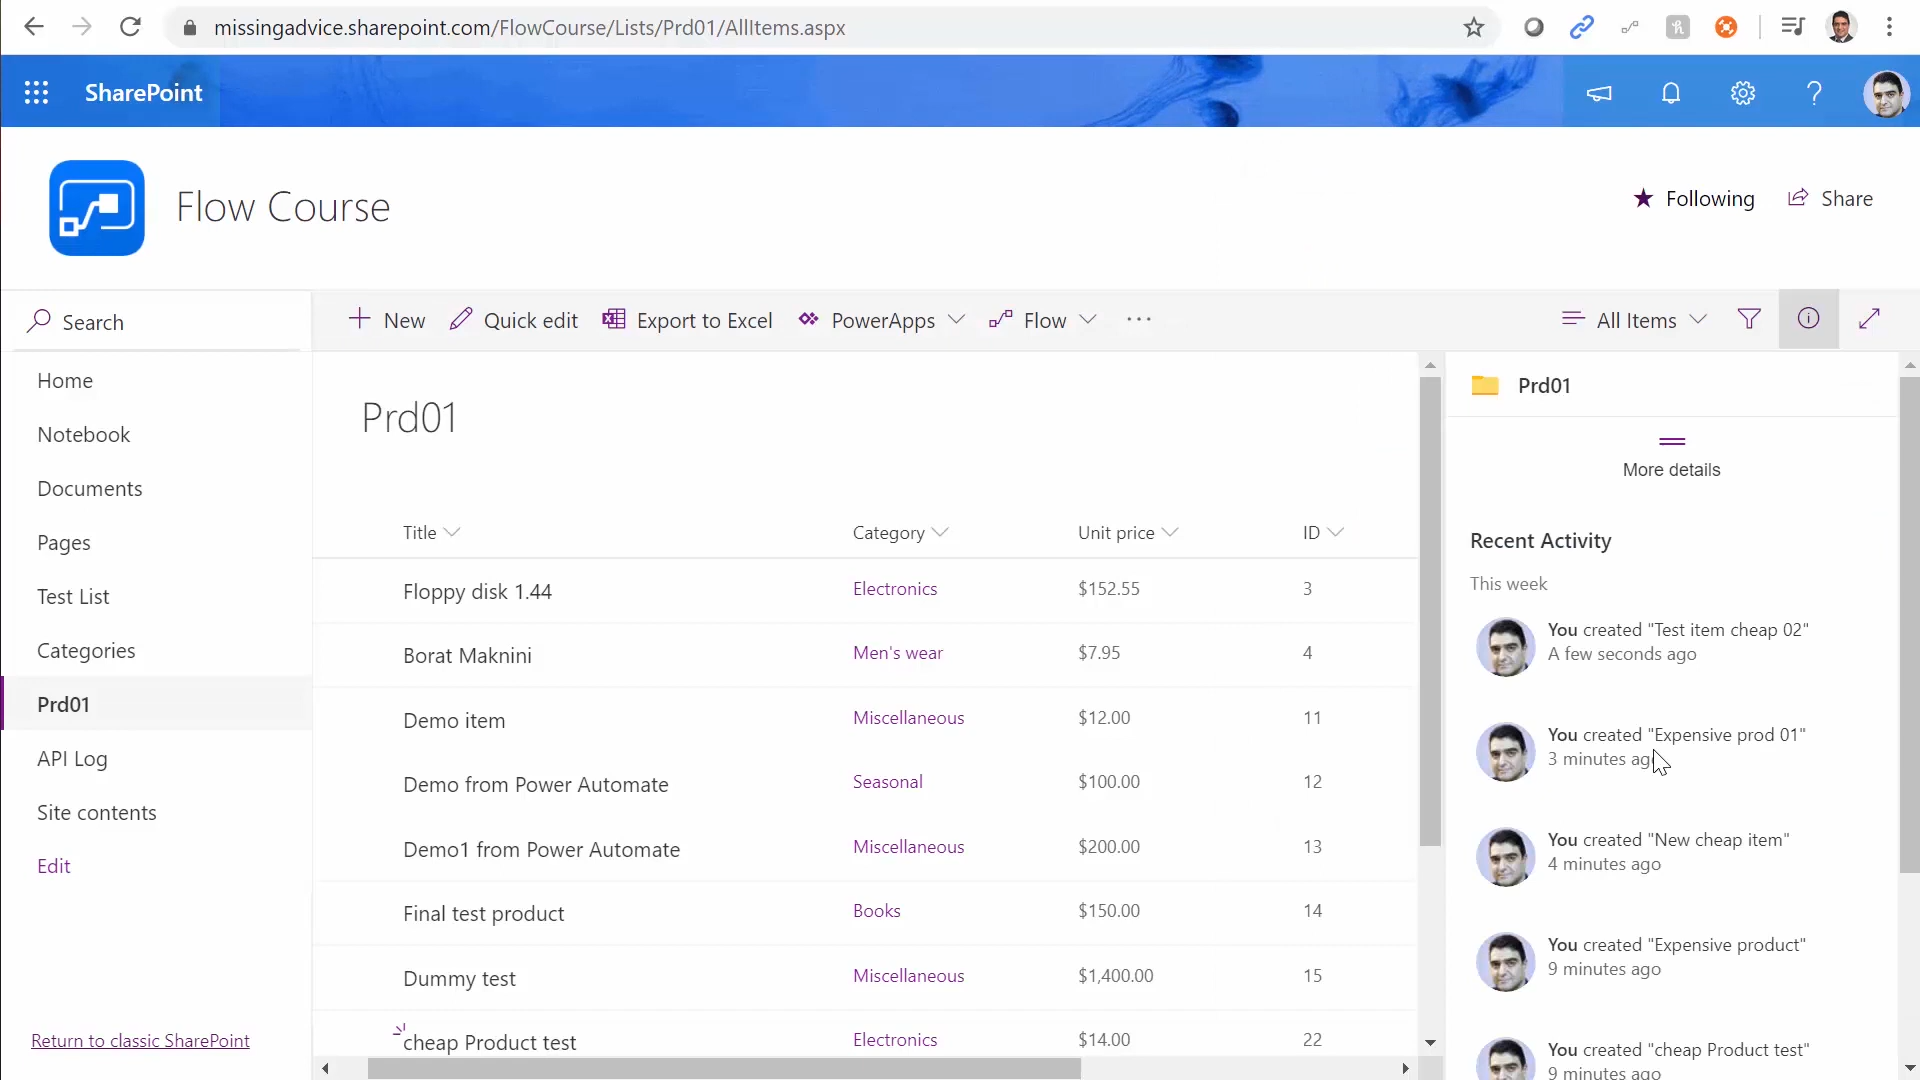 missingadvice.sharepoint.com/FlowCourse/Lists/Prd01/AllItems.aspx
SharePoint
Flow Course
Following
Share
Search
New
Quick edit
Export to Excel
PowerApps
Flow
All Items
Home
Notebook
Documents
Pages
Test List
Categories
Prd01
API Log
Site contents
Edit
Return to classic SharePoint
Prd01
Title Category Unit price ID
Floppy disk 1.44 Electronics $152.55 3
Borat Maknini Men's wear $7.95 4
Demo item Miscellaneous $12.00 11
Demo from Power Automate Seasonal $100.00 12
Demo1 from Power Automate Miscellaneous $200.00 13
Final test product Books $150.00 14
Dummy test Miscellaneous $1,400.00 15
cheap Product test Electronics $14.00 22
Prd01
More details
Recent Activity
This week
You created "Test item cheap 02"
A few seconds ago
You created "Expensive prod 01"
3 minutes ago
You created "New cheap item"
4 minutes ago
You created "Expensive product"
9 minutes ago
You created "cheap Product test"
9 minutes ago